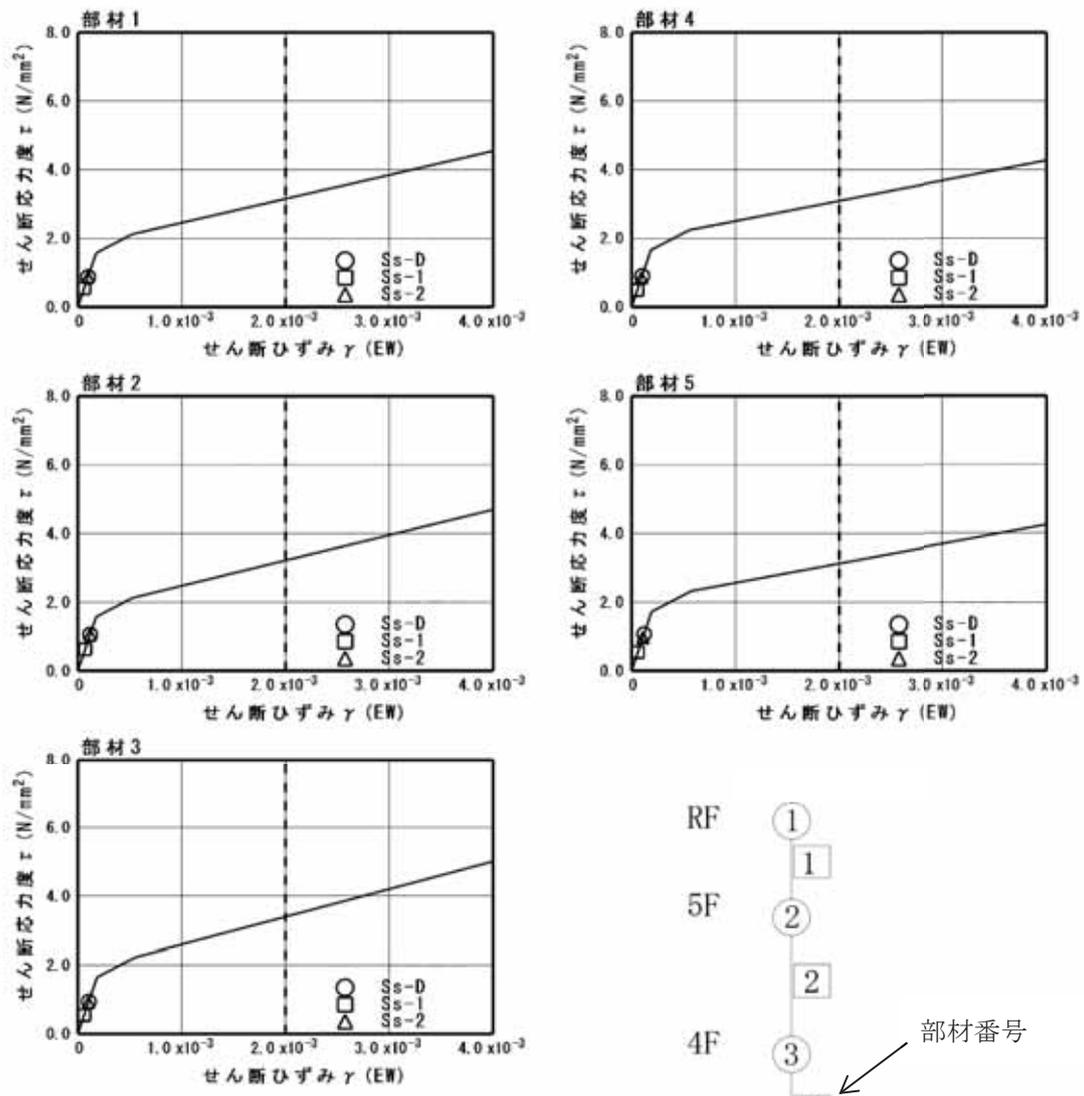 部材1
8.0
6.0
4.0
2.0
0.0
せん断応力度 τ (N/mm²)
○ Ss-D
□ Ss-1
△ Ss-2
0 1.0x10⁻³ 2.0x10⁻³ 3.0x10⁻³ 4.0x10⁻³
せん断ひずみ γ (EW)
部材4
8.0
6.0
4.0
2.0
0.0
せん断応力度 τ (N/mm²)
○ Ss-D
□ Ss-1
△ Ss-2
0 1.0x10⁻³ 2.0x10⁻³ 3.0x10⁻³ 4.0x10⁻³
せん断ひずみ γ (EW)
部材2
8.0
6.0
4.0
2.0
0.0
せん断応力度 τ (N/mm²)
○ Ss-D
□ Ss-1
△ Ss-2
0 1.0x10⁻³ 2.0x10⁻³ 3.0x10⁻³ 4.0x10⁻³
せん断ひずみ γ (EW)
部材5
8.0
6.0
4.0
2.0
0.0
せん断応力度 τ (N/mm²)
○ Ss-D
□ Ss-1
△ Ss-2
0 1.0x10⁻³ 2.0x10⁻³ 3.0x10⁻³ 4.0x10⁻³
せん断ひずみ γ (EW)
部材3
8.0
6.0
4.0
2.0
0.0
せん断応力度 τ (N/mm²)
○ Ss-D
□ Ss-1
△ Ss-2
0 1.0x10⁻³ 2.0x10⁻³ 3.0x10⁻³ 4.0x10⁻³
せん断ひずみ γ (EW)
RF 1
1
5F 2
2
部材番号
4F 3